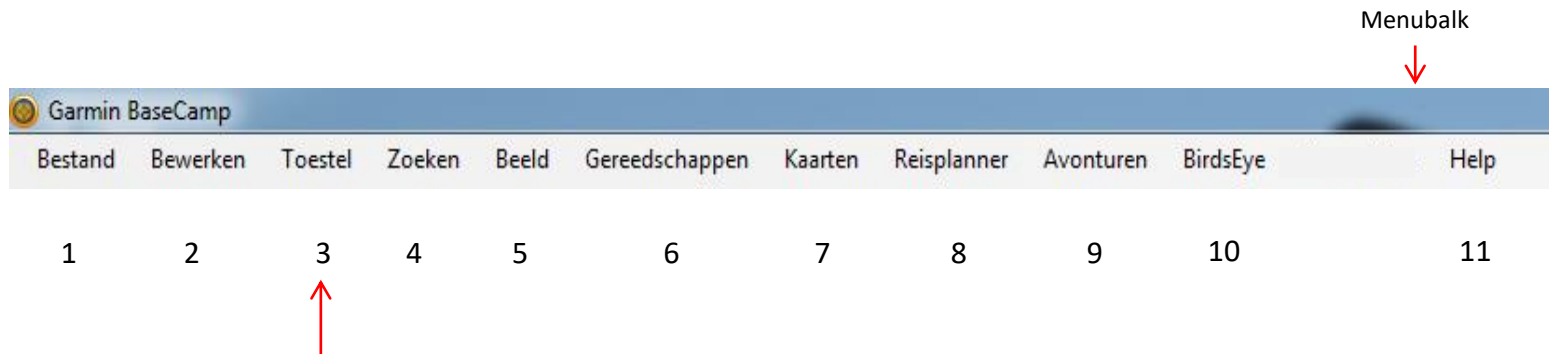 Menubalk
Garmin BaseCamp
Bestand Bewerken Toestel Zoeken Beeld Gereedschappen Kaarten Reisplanner Avonturen BirdsEye Help
1 2 3 4 5 6 7 8 9 10 11